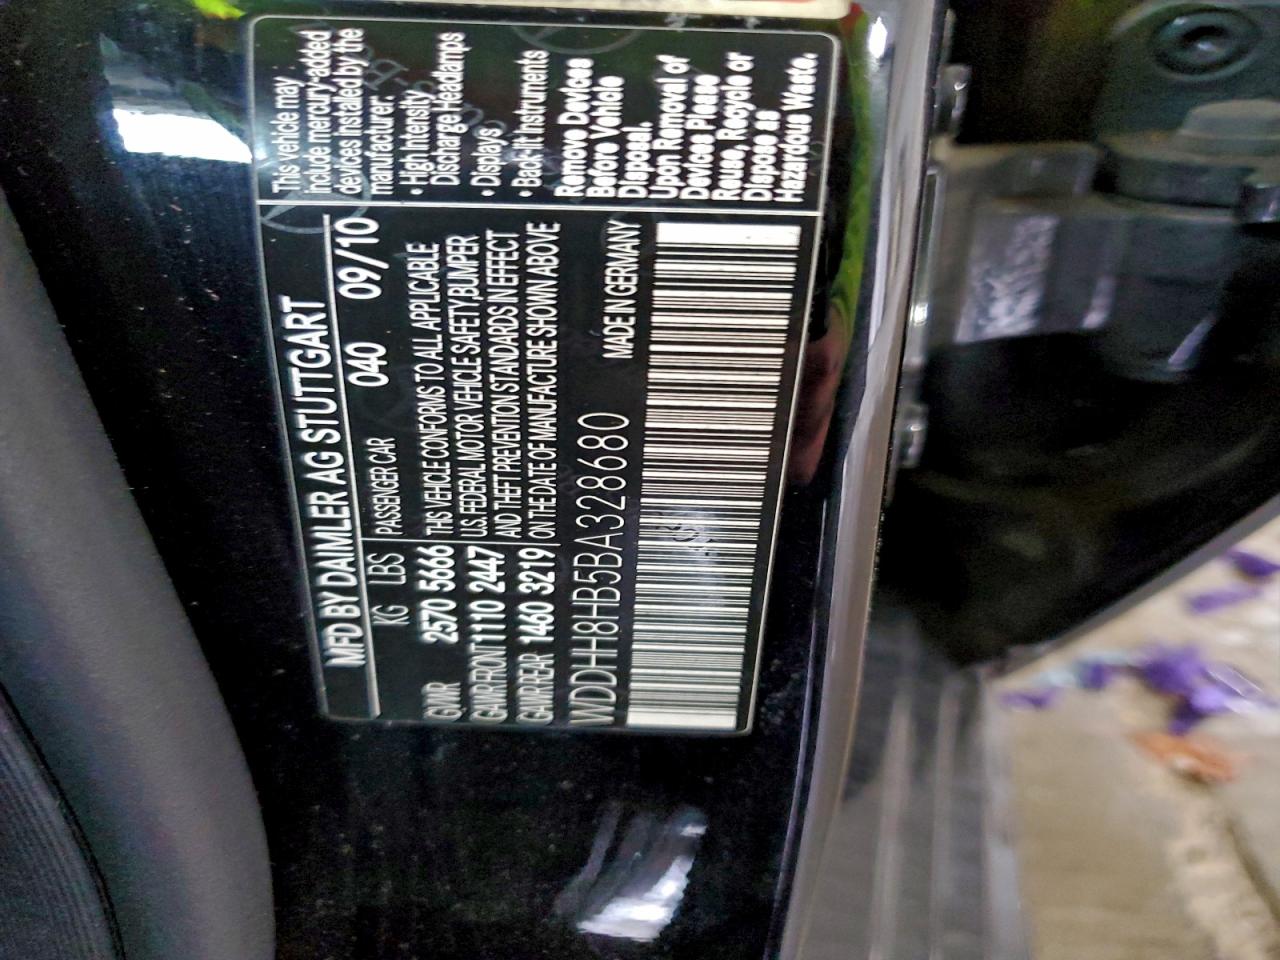 MFD BY DAIMLER AG STUTTGART
040 09/10
KG LBS PASSENGER CAR
GVWR 2570 5666
GAWR FRONT 1110 2447
GAWR REAR 1460 3219
THIS VEHICLE CONFORMS TO ALL APPLICABLE
U.S. FEDERAL MOTOR VEHICLE SAFETY,BUMPER
AND THEFT PREVENTION STANDARDS IN EFFECT
ON THE DATE OF MANUFACTURE SHOWN ABOVE
WDDHH8HB5BA328680
MADE IN GERMANY
This vehicle may
include mercury-added
devices installed by the
manufacturer:
• High Intensity
Discharge Headlamps
• Displays
• Back-lit Instruments
Remove Devices
Before Vehicle
Disposal.
Upon Removal of
Devices Please
Reuse, Recycle or
Dispose as
Hazardous Waste.